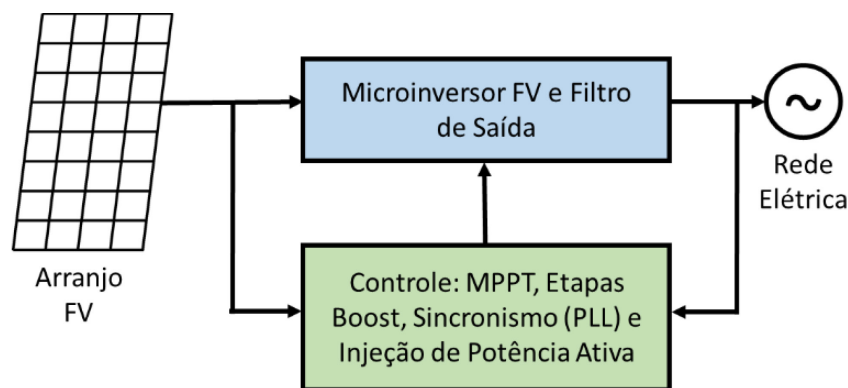 Microinversor FV e Filtro
de Saída
Rede
Elétrica
Arranjo
FV
Controle: MPPT, Etapas
Boost, Sincronismo (PLL) e
Injeção de Potência Ativa